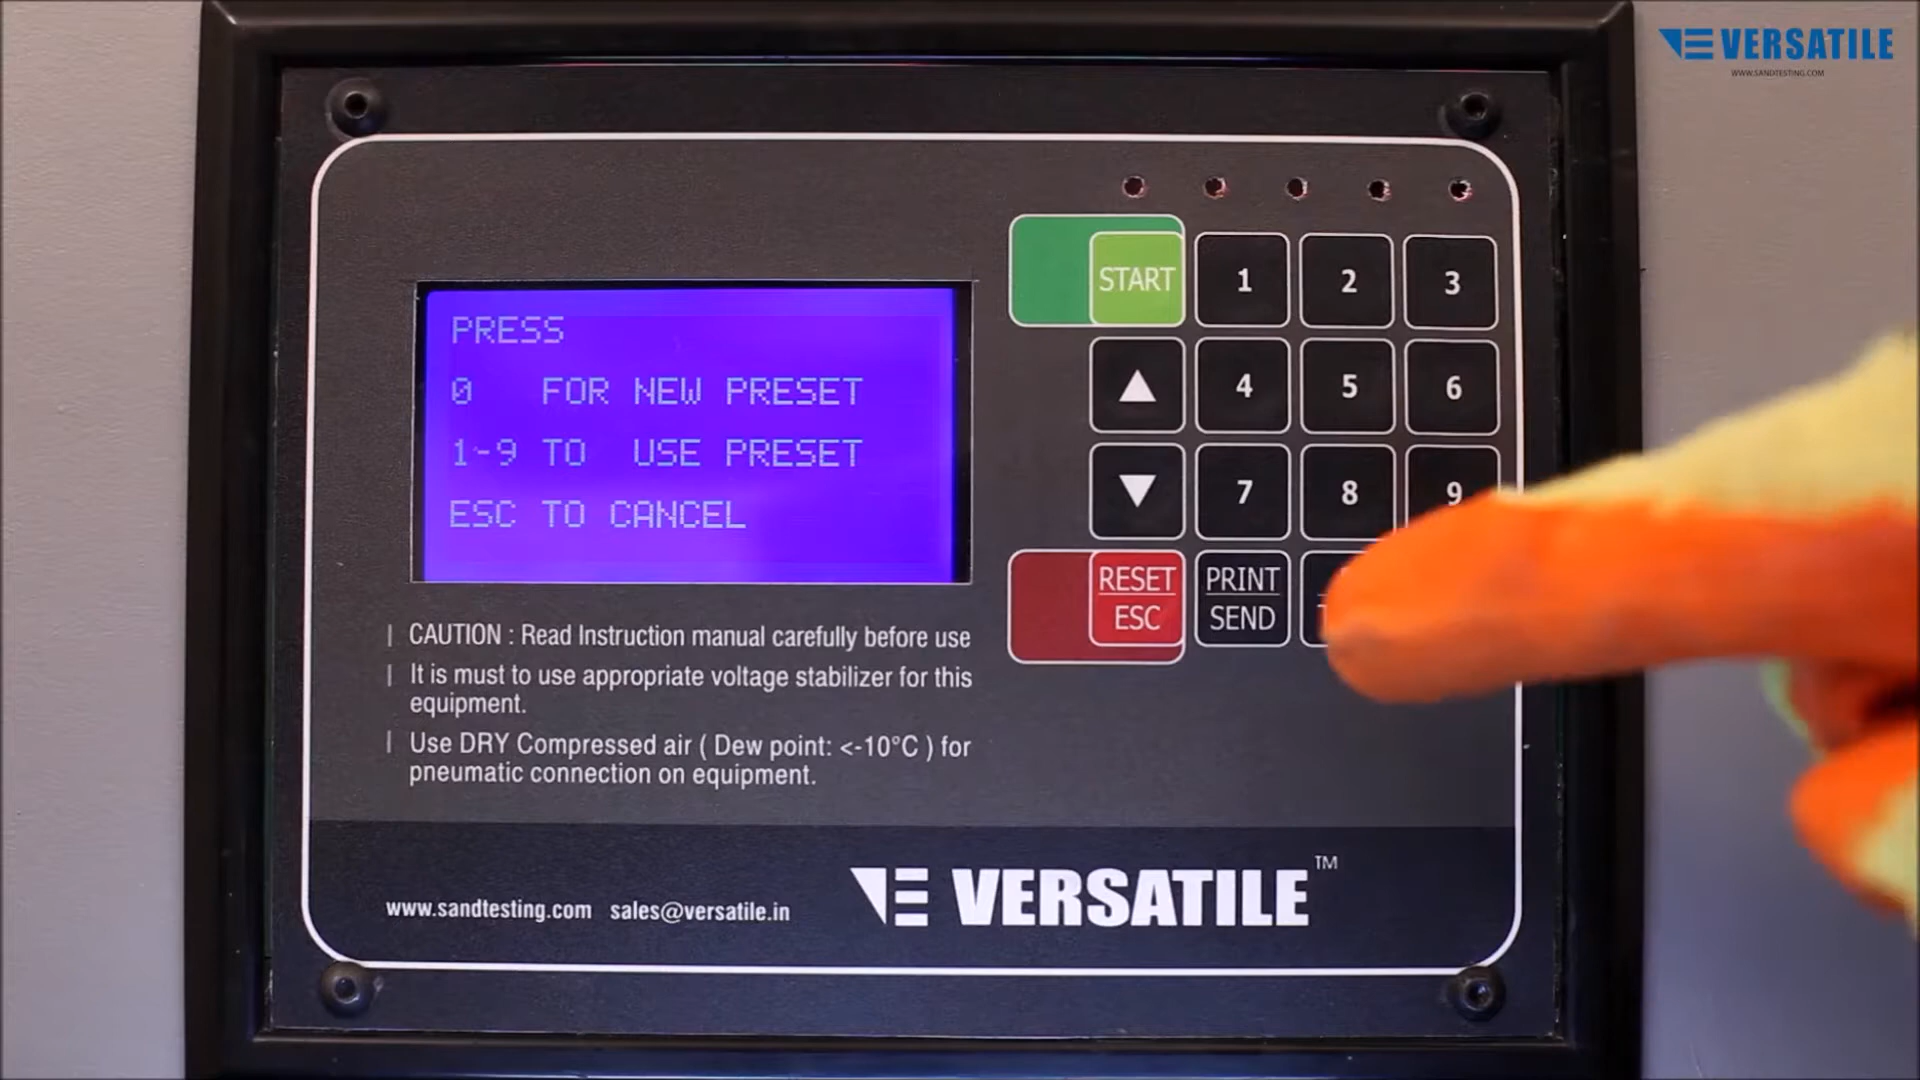 VERSATILE
WWW.SANDTESTING.COM
PRESS
0 FOR NEW PRESET
1-9 TO USE PRESET
ESC TO CANCEL
START 1 2 3
▲ 4 5 6
▼ 7 8 9
RESET PRINT
ESC SEND
| CAUTION : Read Instruction manual carefully before use
| It is must to use appropriate voltage stabilizer for this
equipment.
| Use DRY Compressed air ( Dew point: <-10°C ) for
pneumatic connection on equipment.
www.sandtesting.com sales@versatile.in
VERSATILE™